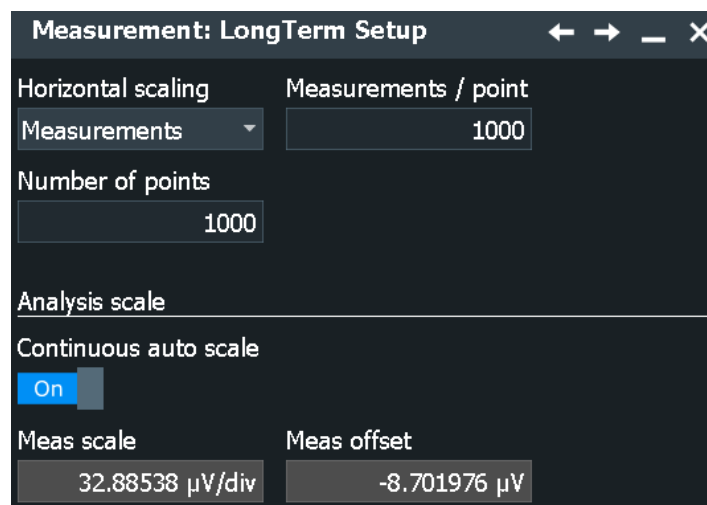 Measurement: LongTerm Setup
Horizontal scaling
Measurements / point
Measurements
1000
Number of points
1000
Analysis scale
Continuous auto scale
On
Meas scale
Meas offset
32.88538 µV/div
-8.701976 µV